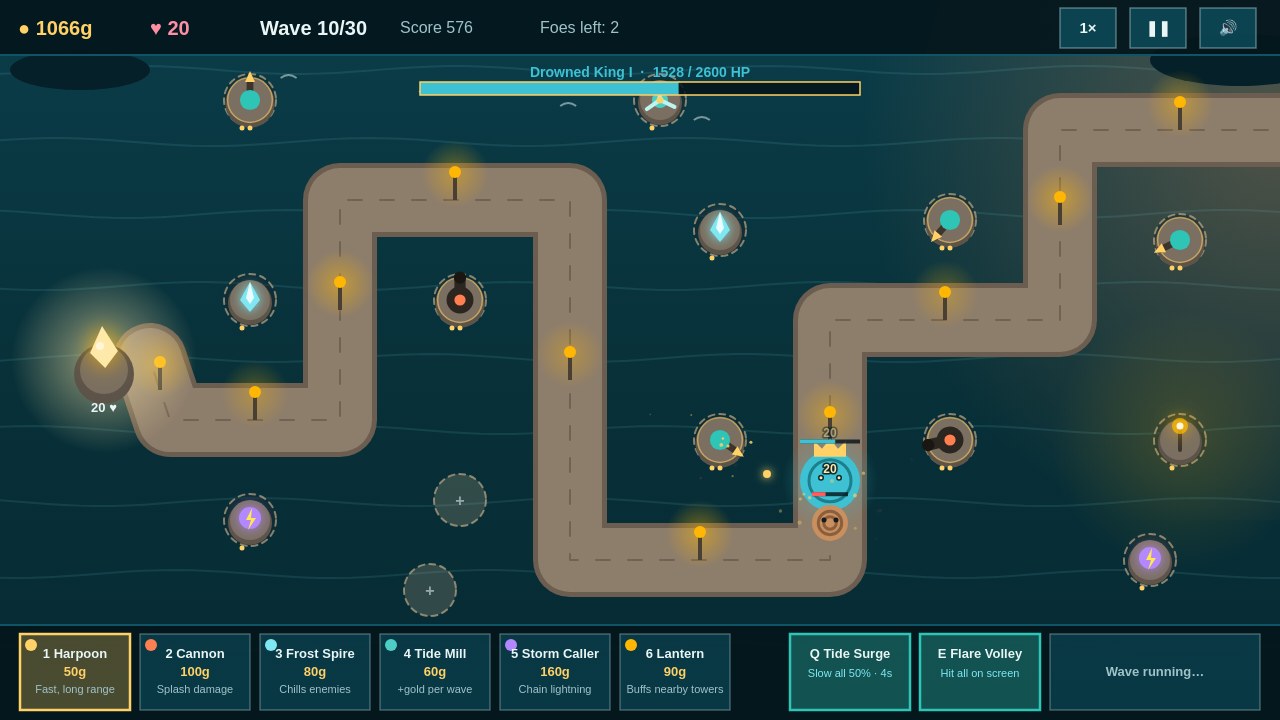 ● 1066g
♥ 20
Wave 10/30
Score 576
Foes left: 2
1×
❚❚
🔊
Drowned King I · 1528 / 2600 HP
20 ♥
20
20
+
+
1 Harpoon
50g
Fast, long range
2 Cannon
100g
Splash damage
3 Frost Spire
80g
Chills enemies
4 Tide Mill
60g
+gold per wave
5 Storm Caller
160g
Chain lightning
6 Lantern
90g
Buffs nearby towers
Q Tide Surge
Slow all 50% · 4s
E Flare Volley
Hit all on screen
Wave running…